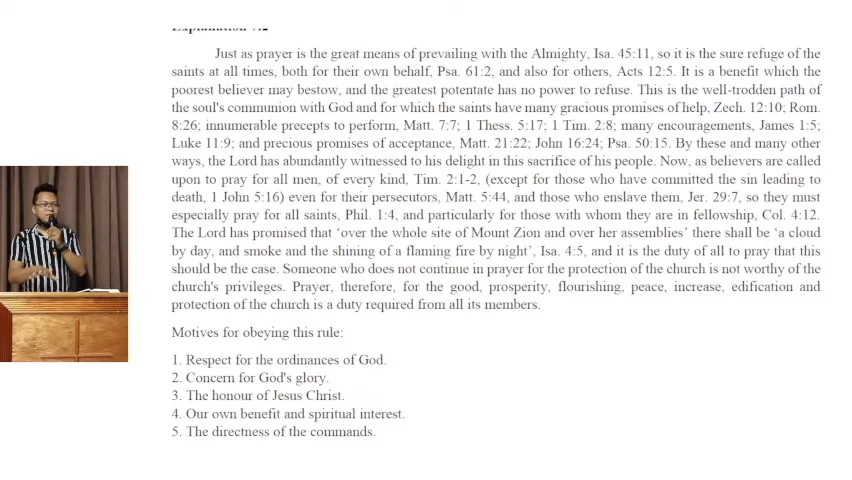 Explanation 7.2
Just as prayer is the great means of prevailing with the Almighty, Isa. 45:11, so it is the sure refuge of the
saints at all times, both for their own behalf, Psa. 61:2, and also for others, Acts 12:5. It is a benefit which the
poorest believer may bestow, and the greatest potentate has no power to refuse. This is the well-trodden path of
the soul's communion with God and for which the saints have many gracious promises of help, Zech. 12:10; Rom.
8:26; innumerable precepts to perform, Matt. 7:7; 1 Thess. 5:17; 1 Tim. 2:8; many encouragements, James 1:5;
Luke 11:9; and precious promises of acceptance, Matt. 21:22; John 16:24; Psa. 50:15. By these and many other
ways, the Lord has abundantly witnessed to his delight in this sacrifice of his people. Now, as believers are called
upon to pray for all men, of every kind, Tim. 2:1-2, (except for those who have committed the sin leading to
death, 1 John 5:16) even for their persecutors, Matt. 5:44, and those who enslave them, Jer. 29:7, so they must
especially pray for all saints, Phil. 1:4, and particularly for those with whom they are in fellowship, Col. 4:12.
The Lord has promised that ‘over the whole site of Mount Zion and over her assemblies’ there shall be ‘a cloud
by day, and smoke and the shining of a flaming fire by night’, Isa. 4:5, and it is the duty of all to pray that this
should be the case. Someone who does not continue in prayer for the protection of the church is not worthy of the
church's privileges. Prayer, therefore, for the good, prosperity, flourishing, peace, increase, edification and
protection of the church is a duty required from all its members.
Motives for obeying this rule:
1. Respect for the ordinances of God.
2. Concern for God's glory.
3. The honour of Jesus Christ.
4. Our own benefit and spiritual interest.
5. The directness of the commands.